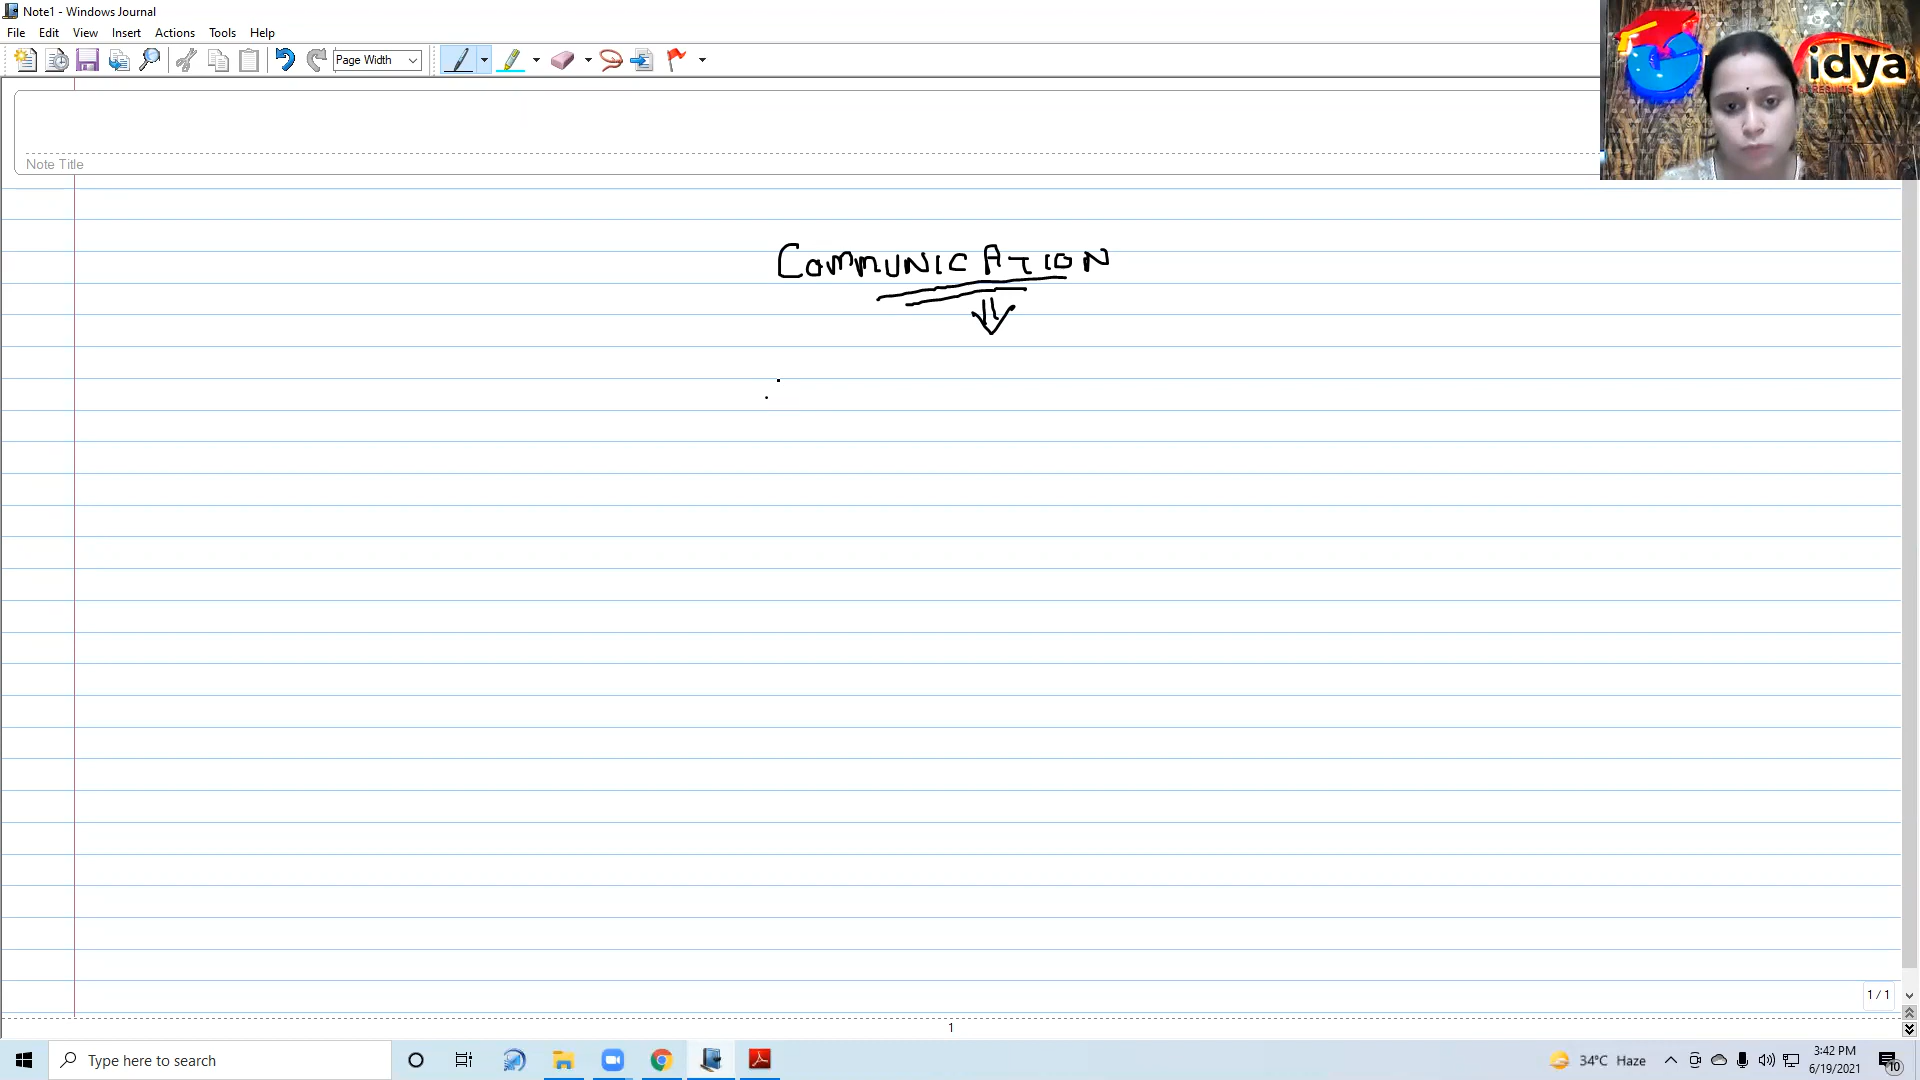 Note1 - Windows Journal
File Edit View Insert Actions Tools Help
Page Width
idya
Note Title
COMMUNICATION
1 / 1
1
Type here to search
34°C Haze
3:42 PM
6/19/2021
10